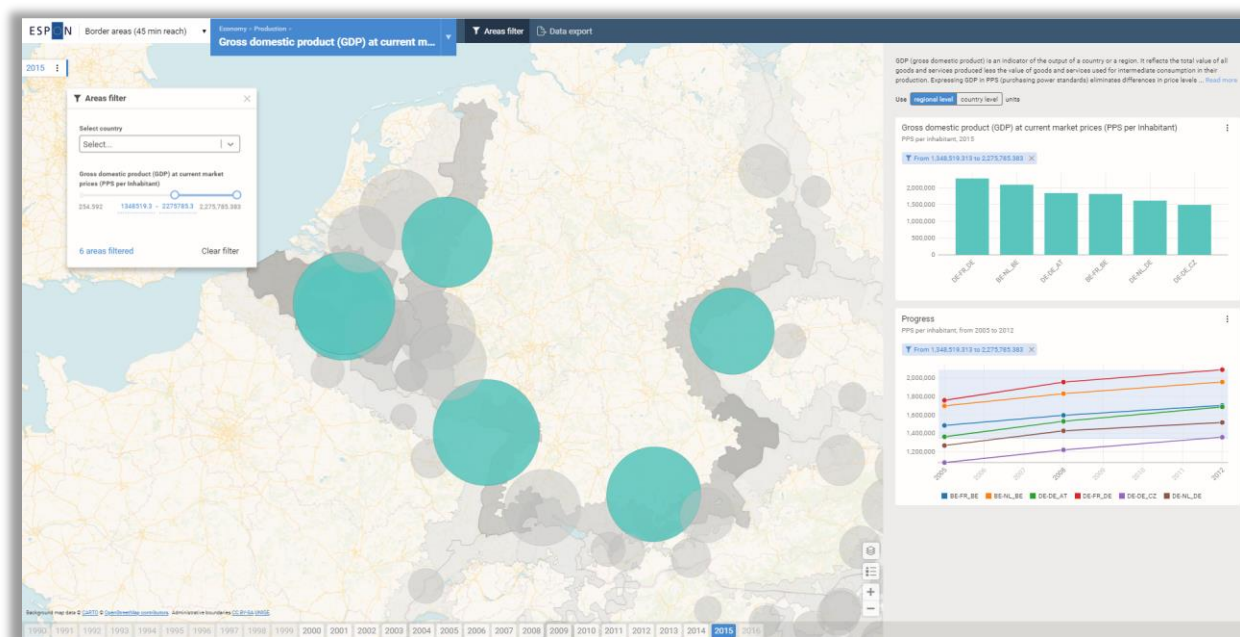 ESPON
Border areas (45 min reach)
Economy - Production -
Gross domestic product (GDP) at current m...
Areas filter
Data export
2015
Areas filter
Select country
Select...
Gross domestic product (GDP) at current market
prices (PPS per Inhabitant)
254.592 1348519.3 - 2275785.3 2,275,785.383
6 areas filtered
Clear filter
GDP (gross domestic product) is an indicator of the output of a country or a region. It reflects the total value of all
goods and services produced less the value of goods and services used for intermediate consumption in their
production. Expressing GDP in PPS (purchasing power standards) eliminates differences in price levels ... Read more
Use regional level country level units
Gross domestic product (GDP) at current market prices (PPS per Inhabitant)
PPS per inhabitant, 2015
From 1,348,519.313 to 2,275,785.383
2,000,000
1,500,000
1,000,000
500,000
0
DE-FR_DE
BE-NL_BE
DE-DE_AT
BE-FR_BE
DE-NL_DE
DE-DE_CZ
Progress
PPS per inhabitant, from 2005 to 2012
From 1,348,519.313 to 2,275,785.383
2,000,000
1,800,000
1,600,000
1,400,000
1,200,000
2005 2006 2007 2008 2009 2010 2011 2012
BE-FR_BE BE-NL_BE DE-DE_AT DE-FR_DE DE-DE_CZ DE-NL_DE
Background map data © CARTO © OpenStreetMap contributors. Administrative boundaries CC BY-SA UMSGE.
1990 1991 1992 1993 1994 1995 1996 1997 1998 1999 2000 2001 2002 2003 2004 2005 2006 2007 2008 2009 2010 2011 2012 2013 2014 2015 2016